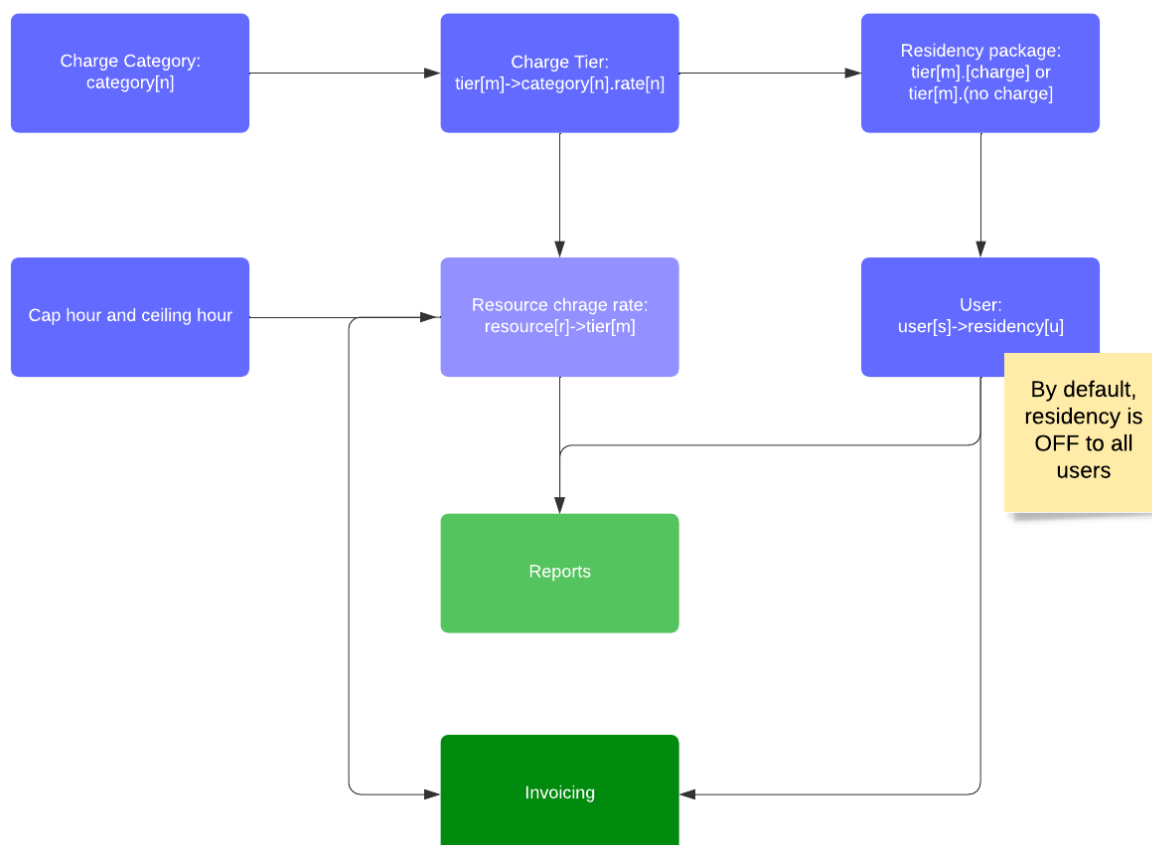 Charge Category:
category[n]
Charge Tier:
tier[m]->category[n].rate[n]
Residency package:
tier[m].[charge] or
tier[m].(no charge]
Cap hour and ceiling hour
Resource chrage rate:
resource[r]->tier[m]
User:
user[s]->residency[u]
By default,
residency is
OFF to all
users
Reports
Invoicing